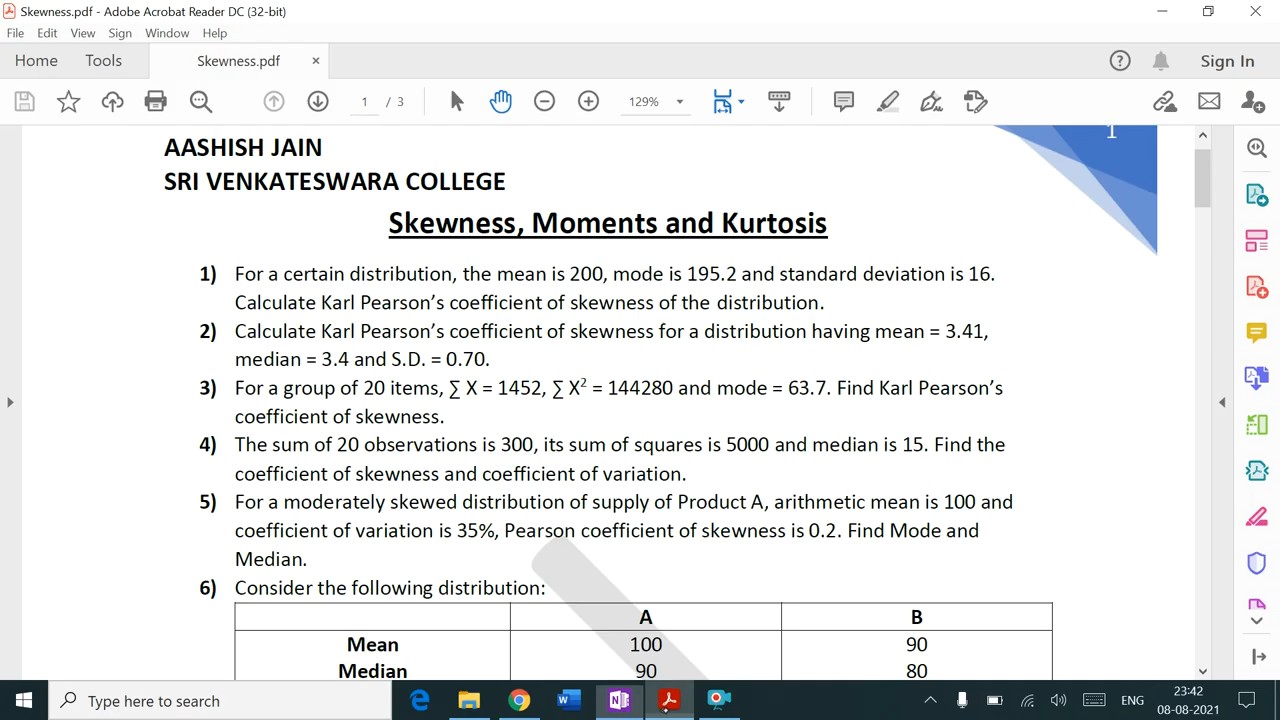 Skewness.pdf - Adobe Acrobat Reader DC (32-bit)
File Edit View Sign Window Help
Home Tools Skewness.pdf × Sign In
1 / 3 129%
1
AASHISH JAIN
SRI VENKATESWARA COLLEGE
Skewness, Moments and Kurtosis
1) For a certain distribution, the mean is 200, mode is 195.2 and standard deviation is 16.
Calculate Karl Pearson’s coefficient of skewness of the distribution.
2) Calculate Karl Pearson’s coefficient of skewness for a distribution having mean = 3.41,
median = 3.4 and S.D. = 0.70.
3) For a group of 20 items, ∑ X = 1452, ∑ X² = 144280 and mode = 63.7. Find Karl Pearson’s
coefficient of skewness.
4) The sum of 20 observations is 300, its sum of squares is 5000 and median is 15. Find the
coefficient of skewness and coefficient of variation.
5) For a moderately skewed distribution of supply of Product A, arithmetic mean is 100 and
coefficient of variation is 35%, Pearson coefficient of skewness is 0.2. Find Mode and
Median.
6) Consider the following distribution:
A B
Mean 100 90
Median 90 80
Type here to search
ENG
23:42
08-08-2021